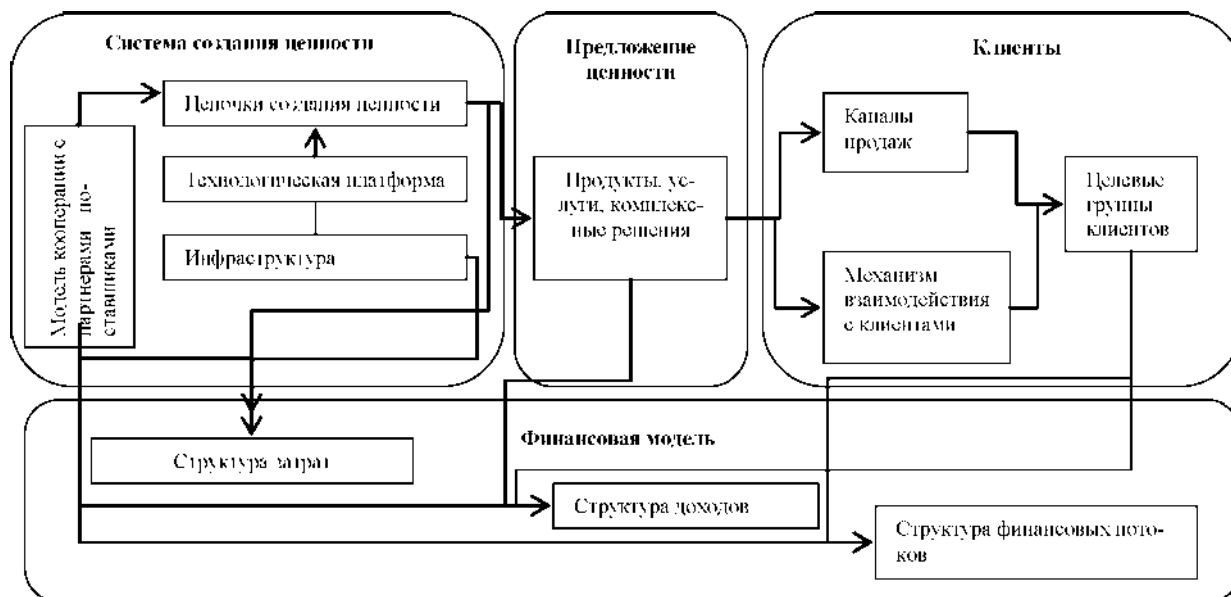 Система создания ценности
Предложение
ценности
Клиенты
Цепочки создания ценности
Технологическая платформа
Инфраструктура
Модель кооперации с
партнерами по-
ставщиками
Продукты, ус-
луги, комплекс-
ные решения
Каналы
продаж
Механизм
взаимодействия
с клиентами
Целевые
группы
клиентов
Финансовая модель
Структура затрат
Структура доходов
Структура финансовых пото-
ков